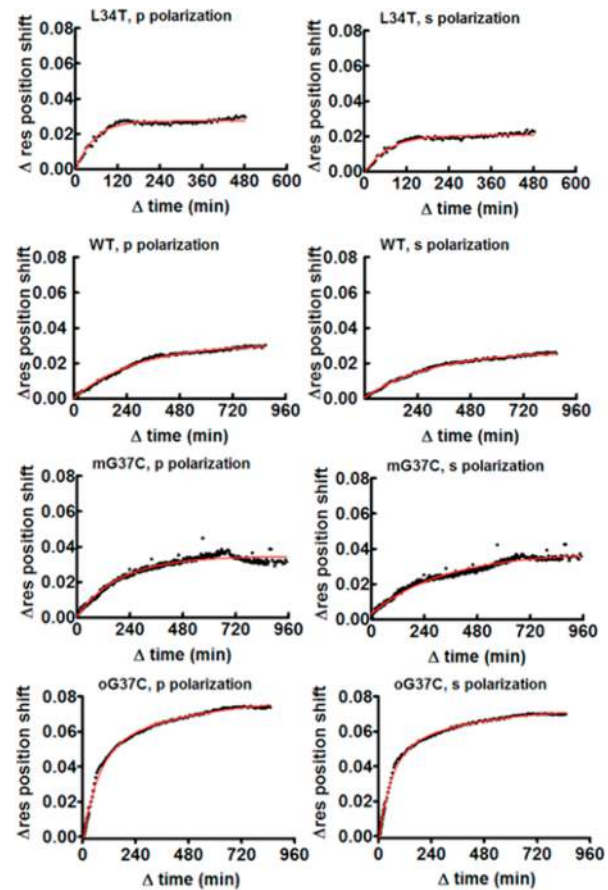 L34T, p polarization
L34T, s polarization
Δ res position shift
0.08
0.06
0.04
0.02
0.00
0 120 240 360 480 600
Δ time (min)
Δ res position shift
0.08
0.06
0.04
0.02
0.00
0 120 240 360 480 600
Δ time (min)
WT, p polarization
WT, s polarization
Δres position shift
0.08
0.06
0.04
0.02
0.00
0 240 480 720 960
Δ time (min)
Δres position shift
0.08
0.06
0.04
0.02
0.00
0 240 480 720 960
Δ time (min)
mG37C, p polarization
mG37C, s polarization
Δres position shift
0.08
0.06
0.04
0.02
0.00
0 240 480 720 960
Δ time (min)
Δres position shift
0.08
0.06
0.04
0.02
0.00
0 240 480 720 960
Δ time (min)
oG37C, p polarization
oG37C, s polarization
Δres position shift
0.08
0.06
0.04
0.02
0.00
0 240 480 720 960
Δ time (min)
Δres position shift
0.08
0.06
0.04
0.02
0.00
0 240 480 720 960
Δ time (min)